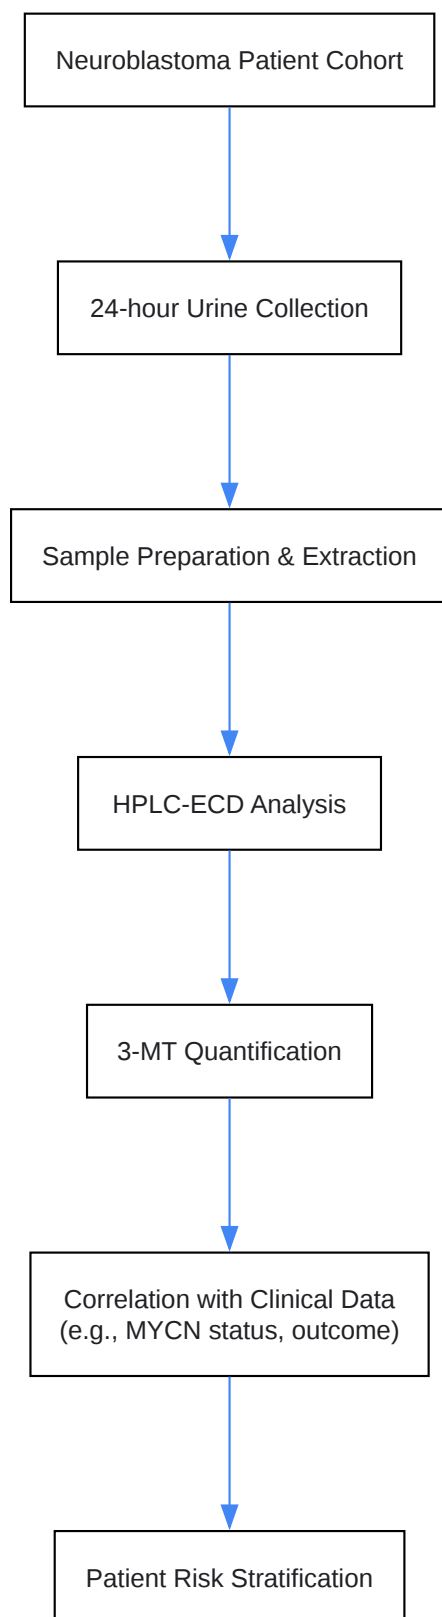 Neuroblastoma Patient Cohort
24-hour Urine Collection
Sample Preparation & Extraction
HPLC-ECD Analysis
3-MT Quantification
Correlation with Clinical Data
(e.g., MYCN status, outcome)
Patient Risk Stratification